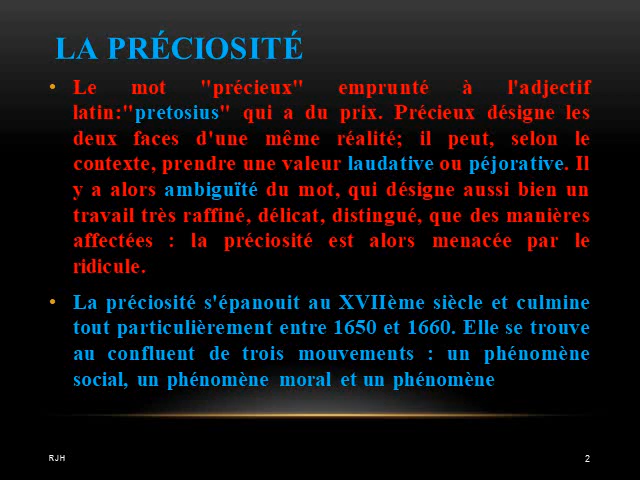 LA PRÉCIOSITÉ
• Le mot "précieux" emprunté à l'adjectif
latin:"pretosius" qui a du prix. Précieux désigne les
deux faces d'une même réalité; il peut, selon le
contexte, prendre une valeur laudative ou péjorative. Il
y a alors ambiguïté du mot, qui désigne aussi bien un
travail très raffiné, délicat, distingué, que des manières
affectées : la préciosité est alors menacée par le
ridicule.
• La préciosité s'épanouit au XVIIème siècle et culmine
tout particulièrement entre 1650 et 1660. Elle se trouve
au confluent de trois mouvements : un phénomène
social, un phénomène moral et un phénomène
RJH
2